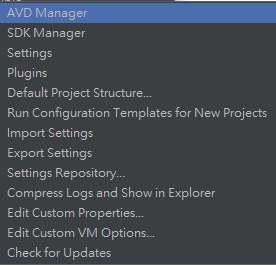 AVD Manager
SDK Manager
Settings
Plugins
Default Project Structure...
Run Configuration Templates for New Projects
Import Settings
Export Settings
Settings Repository...
Compress Logs and Show in Explorer
Edit Custom Properties...
Edit Custom VM Options...
Check for Updates